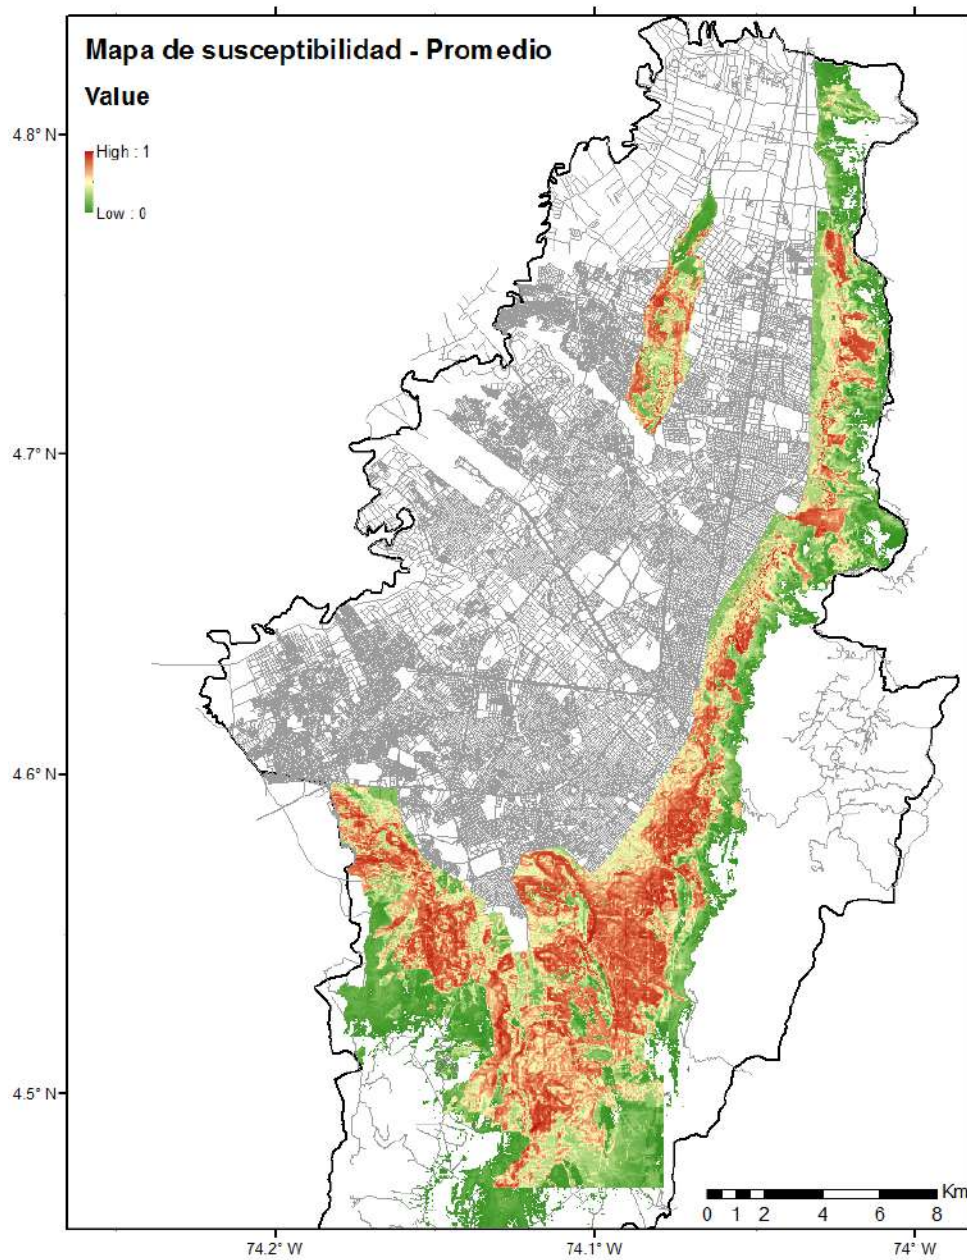 Mapa de susceptibilidad - Promedio
Value
High : 1
Low : 0
4.8° N
4.7° N
4.6° N
4.5° N
Km
0 1 2 4 6 8
74.2° W 74.1° W 74° W